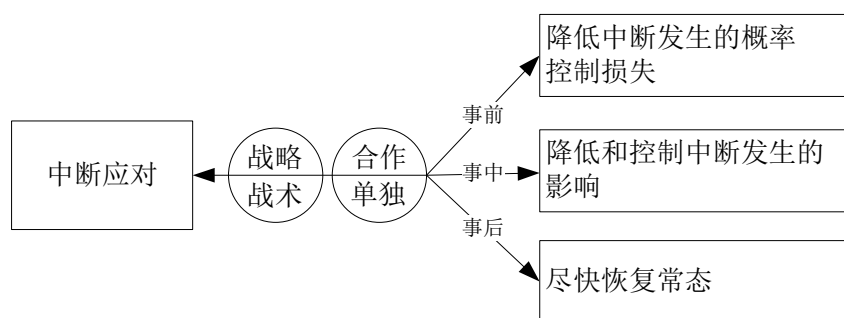 中断应对
战略
战术
合作
单独
事前
事中
事后
降低中断发生的概率
控制损失
降低和控制中断发生的
影响
尽快恢复常态